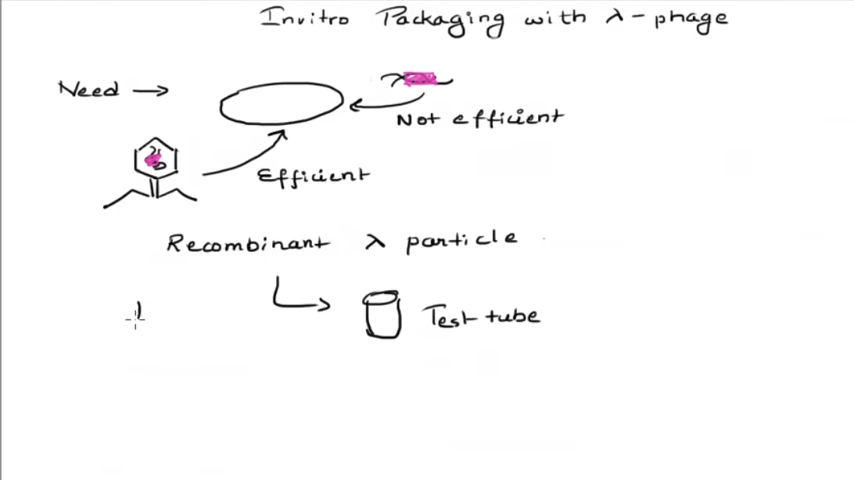 Invitro Packaging with λ-phage
Need →
Not efficient
Efficient
Recombinant λ particle
Test tube